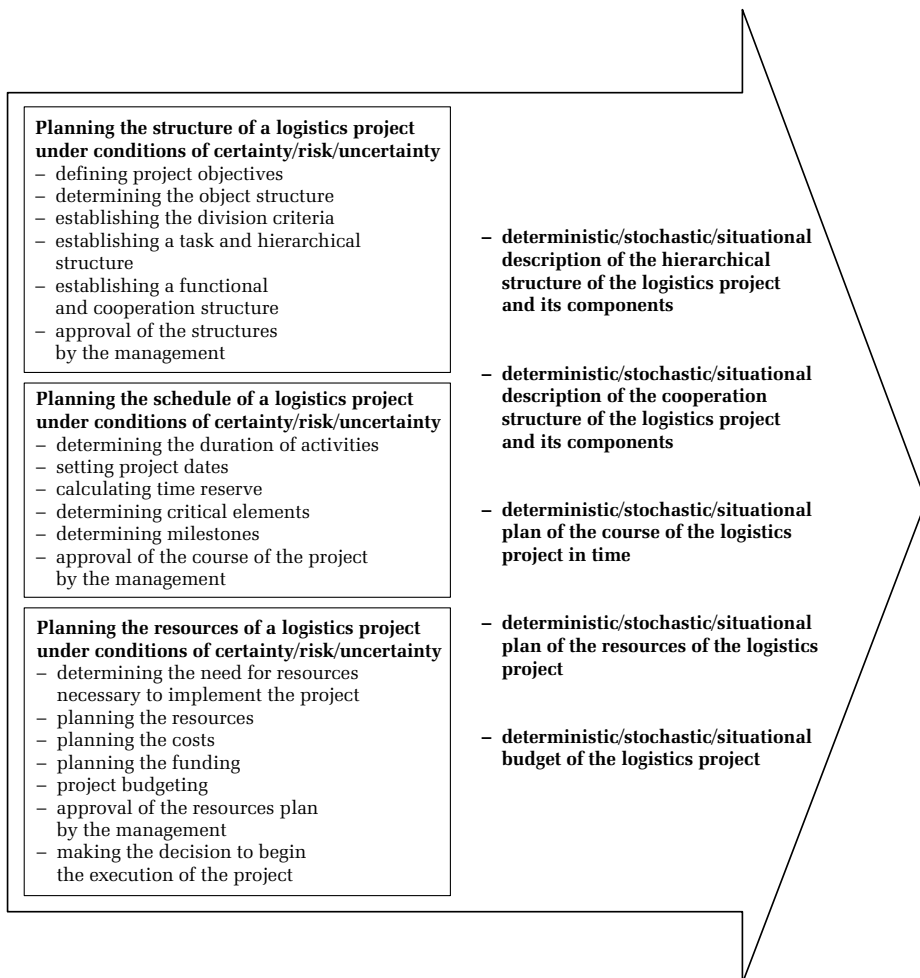 Planning the structure of a logistics project
under conditions of certainty/risk/uncertainty
– defining project objectives
– determining the object structure
– establishing the division criteria
– establishing a task and hierarchical
structure
– establishing a functional
and cooperation structure
– approval of the structures
by the management
Planning the schedule of a logistics project
under conditions of certainty/risk/uncertainty
– determining the duration of activities
– setting project dates
– calculating time reserve
– determining critical elements
– determining milestones
– approval of the course of the project
by the management
Planning the resources of a logistics project
under conditions of certainty/risk/uncertainty
– determining the need for resources
necessary to implement the project
– planning the resources
– planning the costs
– planning the funding
– project budgeting
– approval of the resources plan
by the management
– making the decision to begin
the execution of the project
– deterministic/stochastic/situational
description of the hierarchical
structure of the logistics project
and its components
– deterministic/stochastic/situational
description of the cooperation
structure of the logistics project
and its components
– deterministic/stochastic/situational
plan of the course of the logistics
project in time
– deterministic/stochastic/situational
plan of the resources of the logistics
project
– deterministic/stochastic/situational
budget of the logistics project